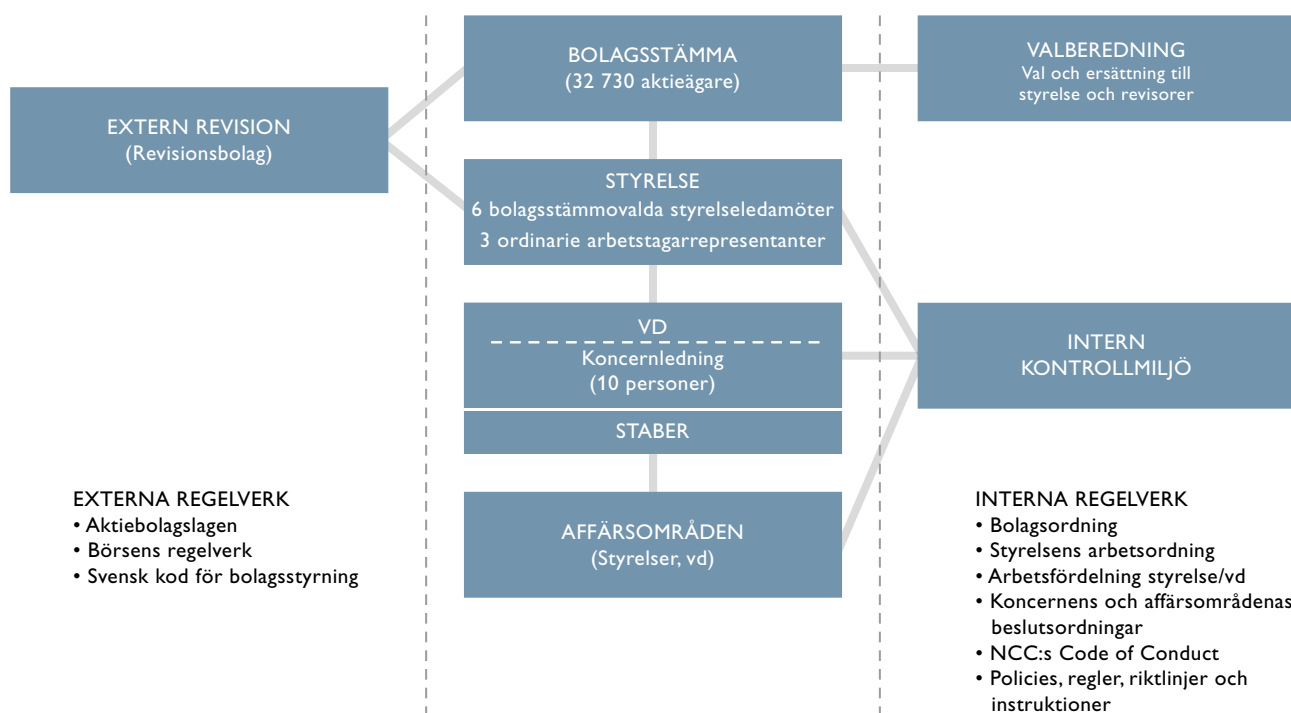 EXTERN REVISION
(Revisionsbolag)
BOLAGSSTÄMMA
(32 730 aktieägare)
VALBEREDNING
Val och ersättning till
styrelse och revisorer
STYRELSE
6 bolagsstämmovalda styrelseledamöter
3 ordinarie arbetstagarrepresentanter
VD
Koncernledning
(10 personer)
STABER
INTERN
KONTROLLMILJÖ
AFFÄRSOMRÅDEN
(Styrelser, vd)
EXTERNA REGELVERK
• Aktiebolagslagen
• Börsens regelverk
• Svensk kod för bolagsstyrning
INTERNA REGELVERK
• Bolagsordning
• Styrelsens arbetsordning
• Arbetsfördelning styrelse/vd
• Koncernens och affärsområdenas
beslutsordningar
• NCC:s Code of Conduct
• Policies, regler, riktlinjer och
instruktioner